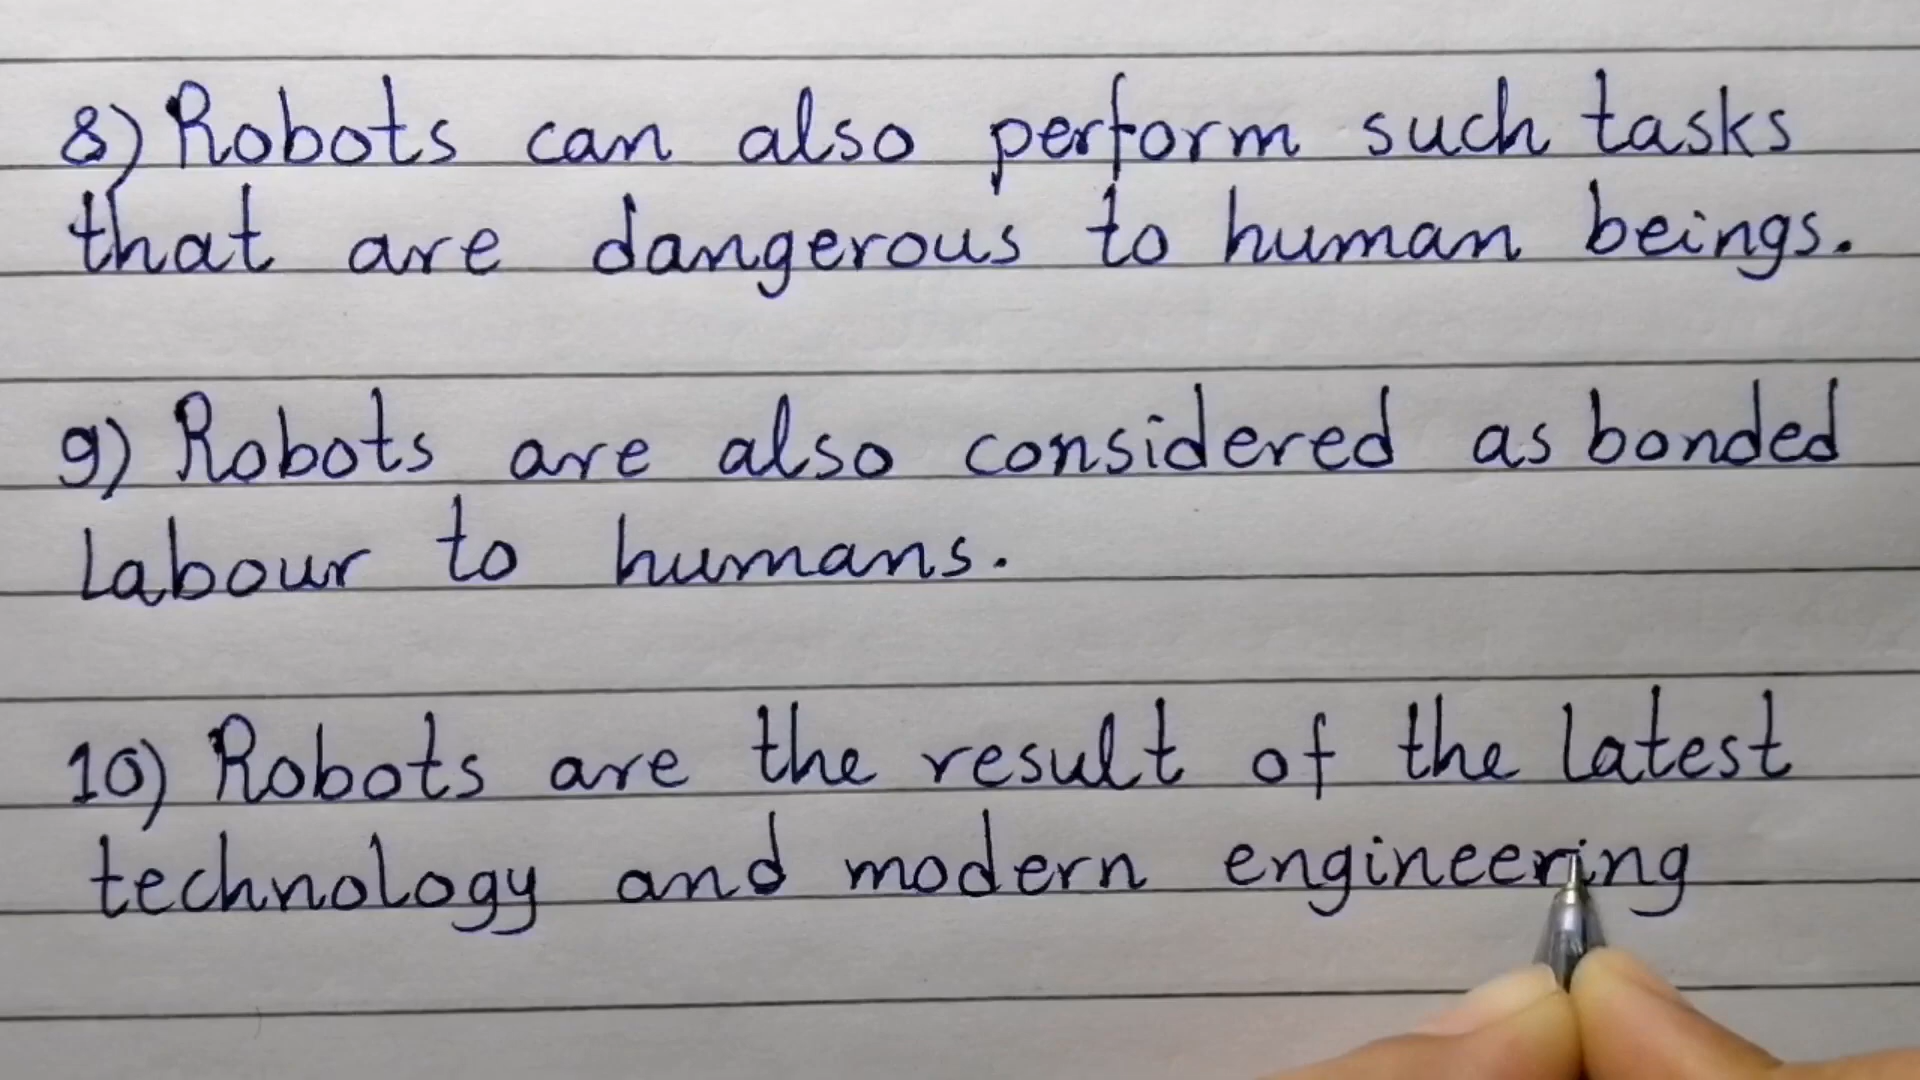 8) Robots can also perform such tasks
that are dangerous to human beings.
9) Robots are also considered as bonded
Labour to humans.
10) Robots are the result of the latest
technology and modern engineering